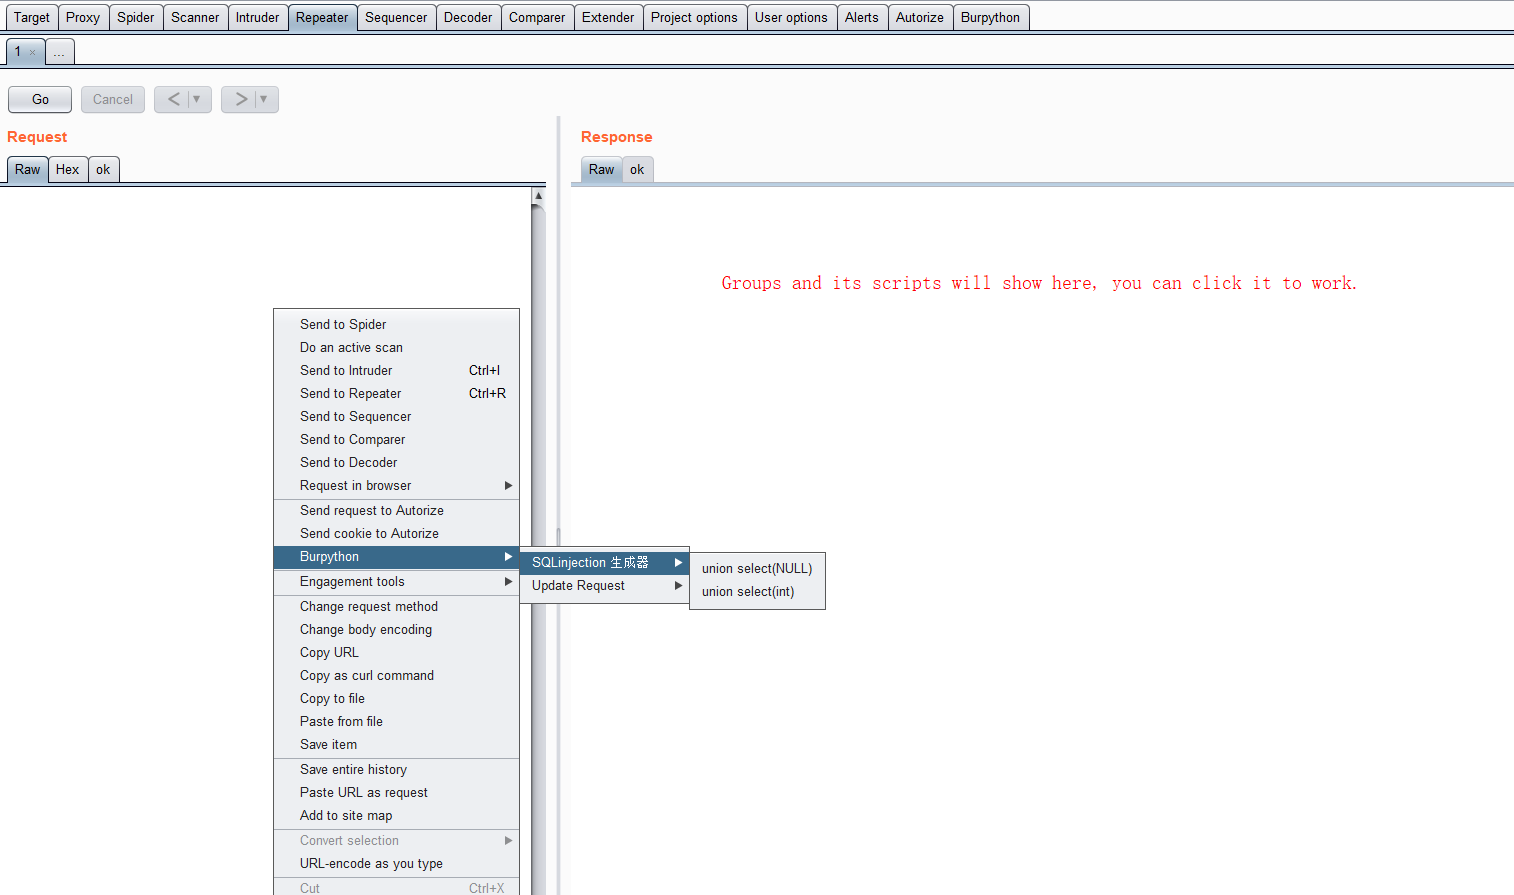 Target Proxy Spider Scanner Intruder Repeater Sequencer Decoder Comparer Extender Project options User options Alerts Autorize Burpython
1 × ...
Go Cancel < ▼ > ▼
Request
Raw Hex ok
Response
Raw ok
Groups and its scripts will show here, you can click it to work.
Send to Spider
Do an active scan
Send to Intruder Ctrl+I
Send to Repeater Ctrl+R
Send to Sequencer
Send to Comparer
Send to Decoder
Request in browser
Send request to Autorize
Send cookie to Autorize
Burpython
Engagement tools
Change request method
Change body encoding
Copy URL
Copy as curl command
Copy to file
Paste from file
Save item
Save entire history
Paste URL as request
Add to site map
Convert selection
URL-encode as you type
Cut Ctrl+X
SQLinjection 生成器
Update Request
union select(NULL)
union select(int)